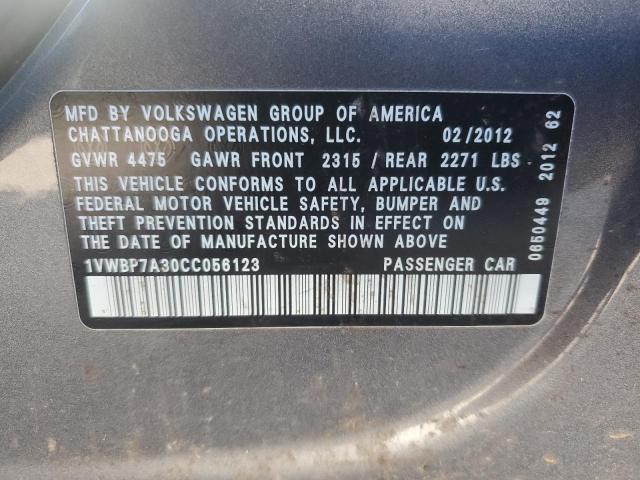 MFD BY VOLKSWAGEN GROUP OF AMERICA
CHATTANOOGA OPERATIONS, LLC. 02/2012
GVWR 4475 GAWR FRONT 2315 / REAR 2271 LBS
THIS VEHICLE CONFORMS TO ALL APPLICABLE U.S.
FEDERAL MOTOR VEHICLE SAFETY, BUMPER AND
THEFT PREVENTION STANDARDS IN EFFECT ON
THE DATE OF MANUFACTURE SHOWN ABOVE
1VWBP7A30CC056123 PASSENGER CAR
0650449 2012 62